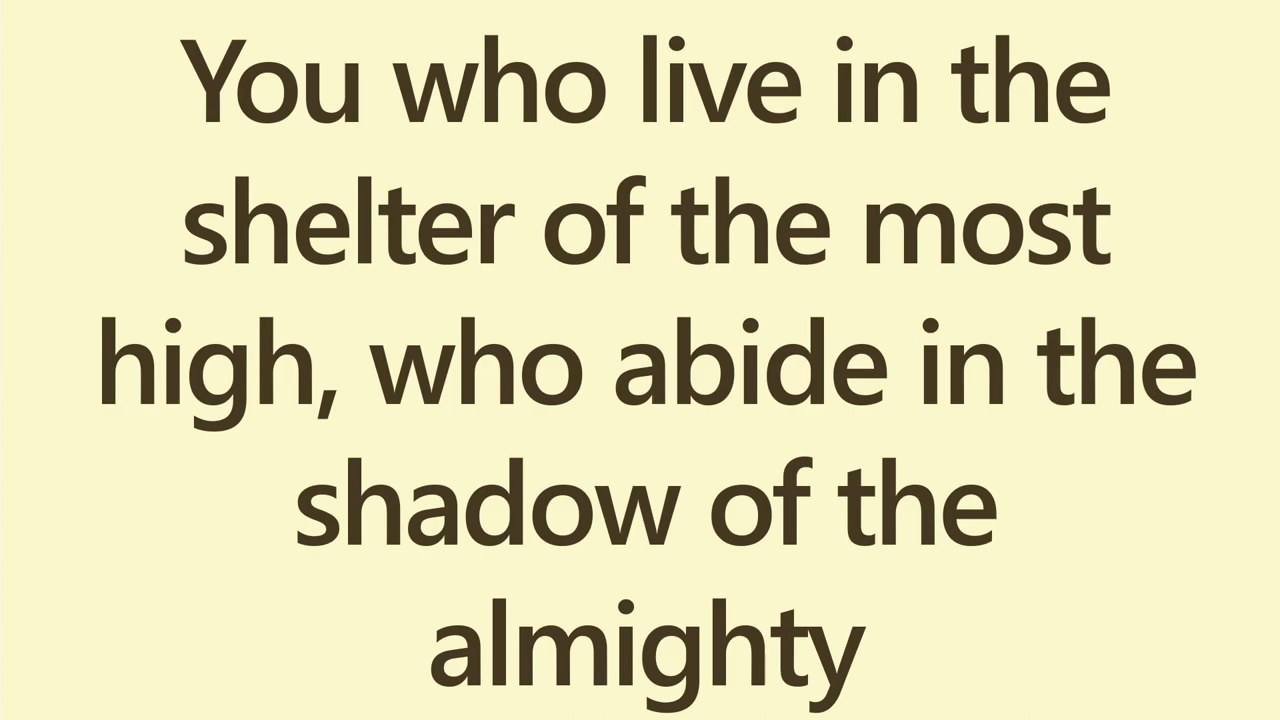 You who live in the
shelter of the most
high, who abide in the
shadow of the
almighty